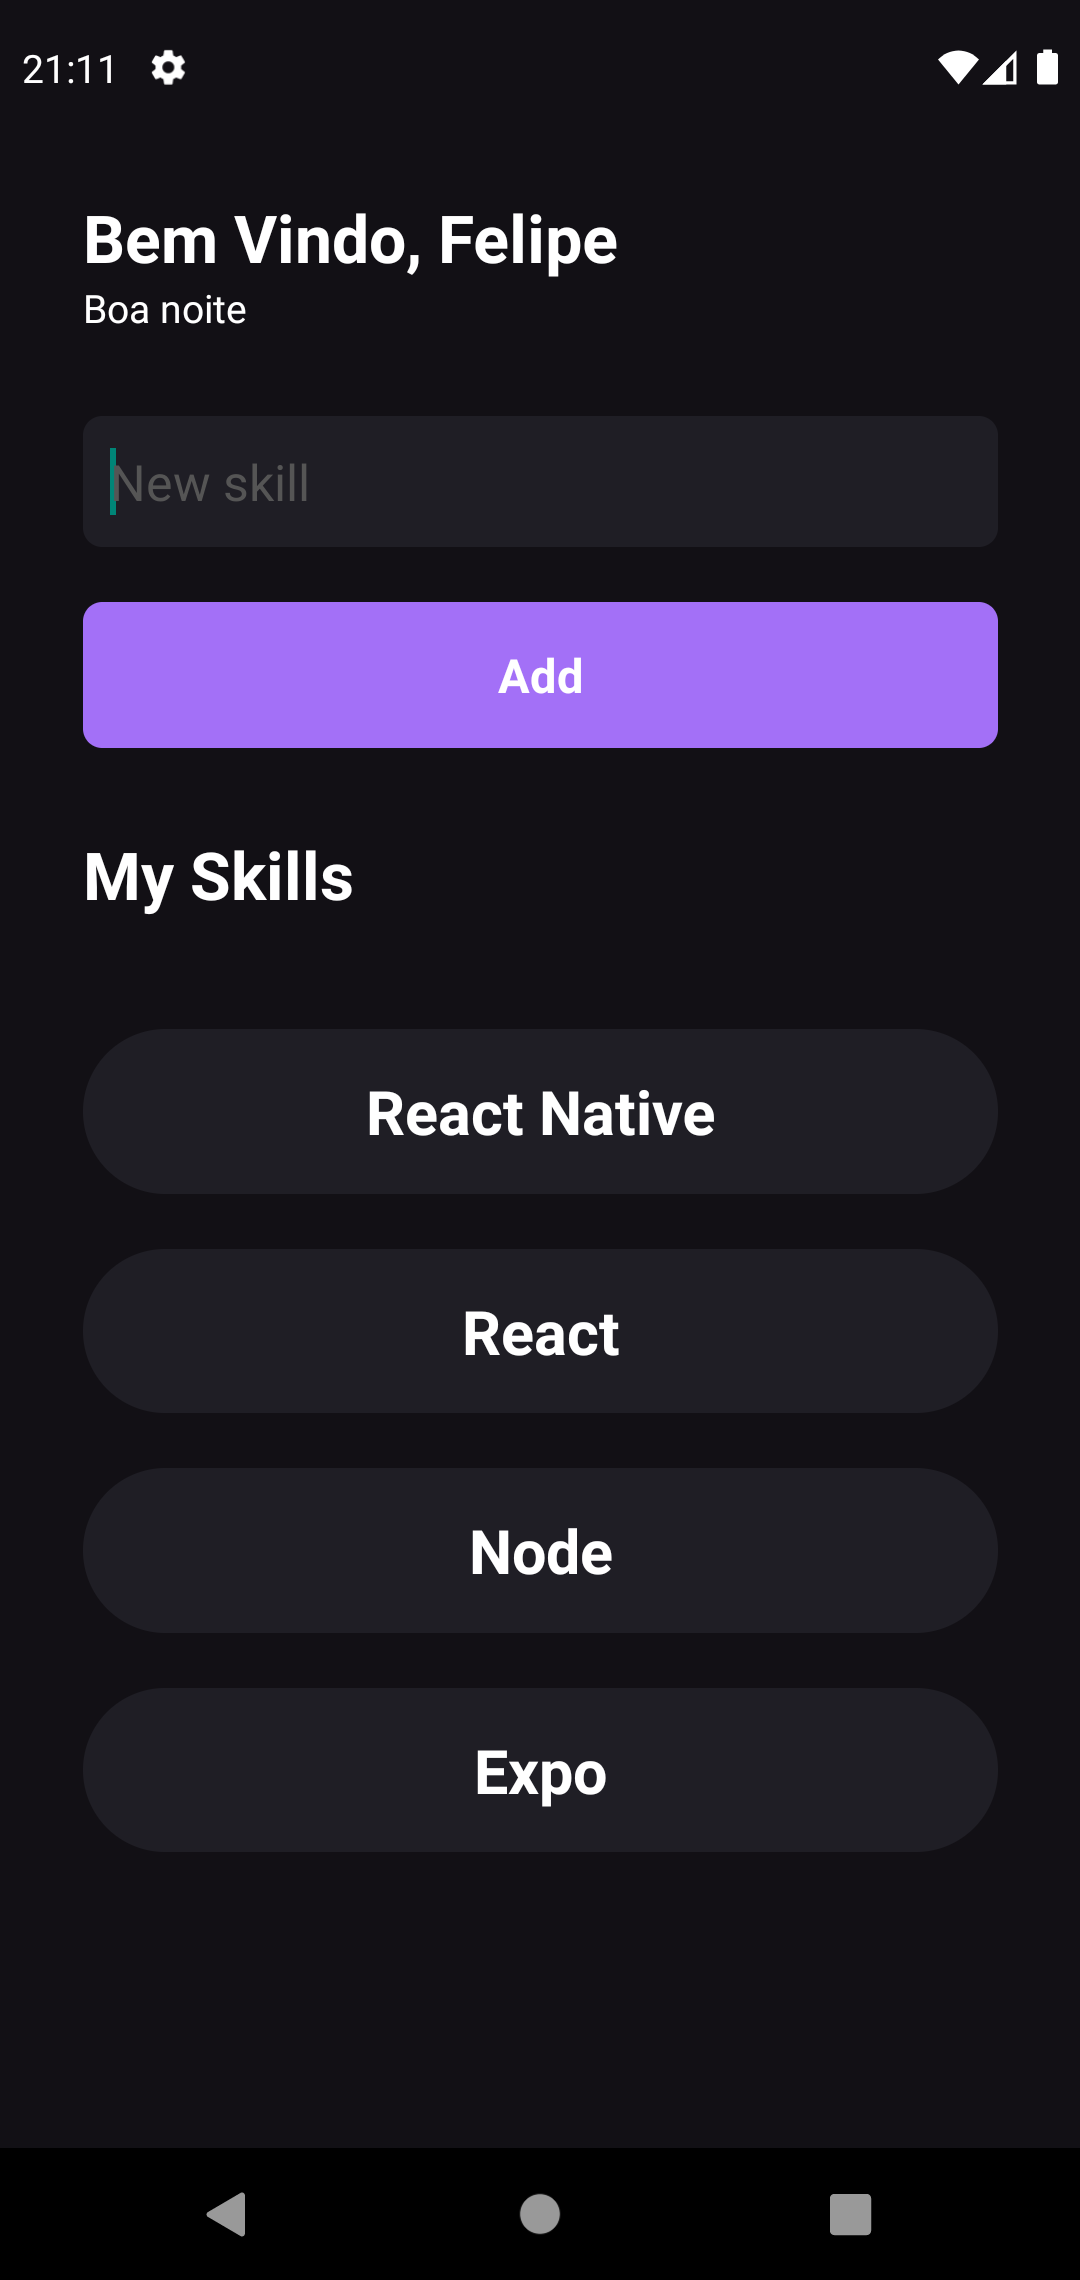 21:11
Bem Vindo, Felipe
Boa noite
New skill
Add
My Skills
React Native
React
Node
Expo